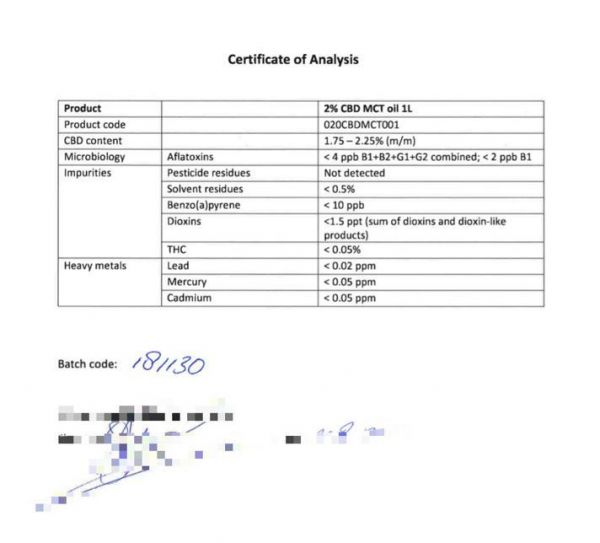 Certificate of Analysis
Product 2% CBD MCT oil 1L
Product code 020CBDMCT001
CBD content 1.75 – 2.25% (m/m)
Microbiology Aflatoxins < 4 ppb B1+B2+G1+G2 combined; < 2 ppb B1
Impurities Pesticide residues Not detected
Solvent residues < 0.5%
Benzo(a)pyrene < 10 ppb
Dioxins <1.5 ppt (sum of dioxins and dioxin-like
products)
THC < 0.05%
Heavy metals Lead < 0.02 ppm
Mercury < 0.05 ppm
Cadmium < 0.05 ppm
Batch code: 181130